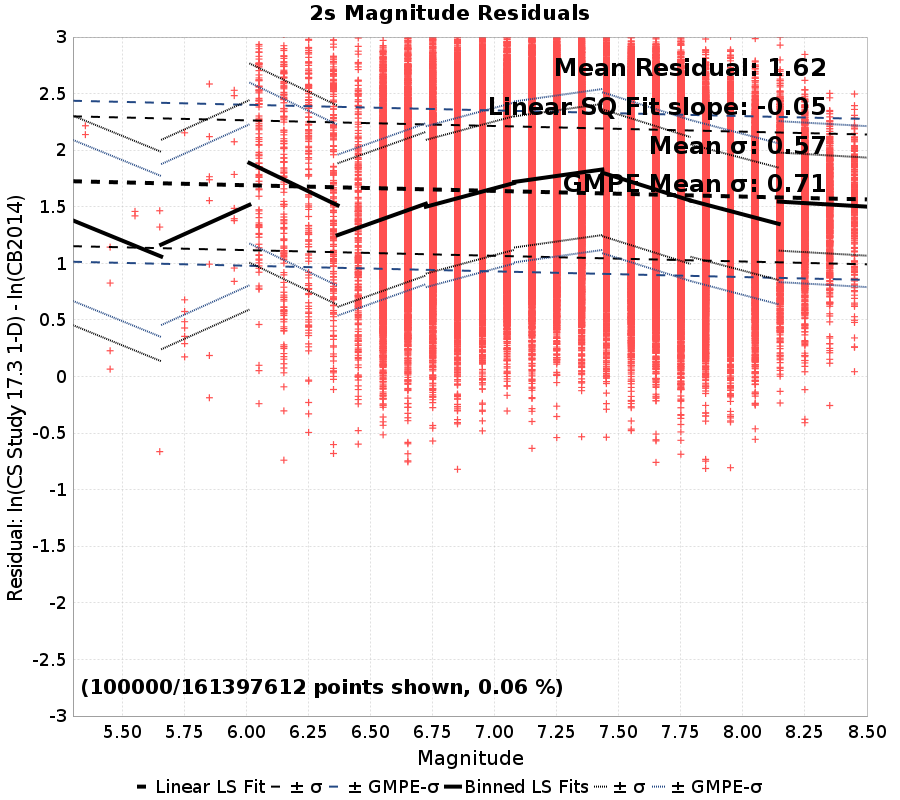 2s Magnitude Residuals
3
2.5
2
1.5
1
0.5
0
-0.5
-1
-1.5
-2
-2.5
-3
Residual: ln(CS Study 17.3 1-D) - ln(CB2014)
Mean Residual: 1.62
Linear SQ Fit slope: -0.05
Mean σ: 0.57
GMPE Mean σ: 0.71
(100000/161397612 points shown, 0.06 %)
5.50 5.75 6.00 6.25 6.50 6.75 7.00 7.25 7.50 7.75 8.00 8.25 8.50
Magnitude
Linear LS Fit ± σ ± GMPE-σ Binned LS Fits ± σ ± GMPE-σ